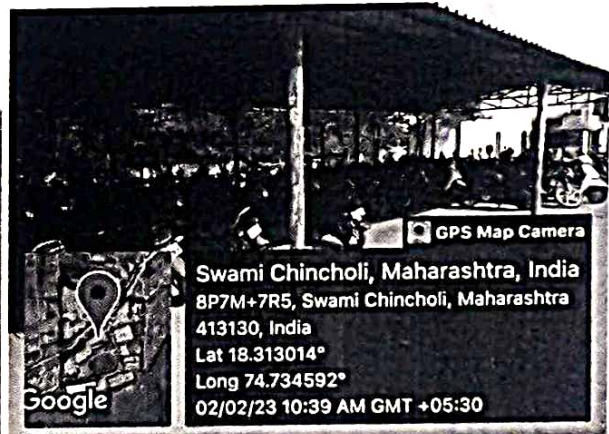 GPS Map Camera
Swami Chincholi, Maharashtra, India
8P7M+7R5, Swami Chincholi, Maharashtra
413130, India
Lat 18.313014°
Long 74.734592°
02/02/23 10:39 AM GMT +05:30
Google